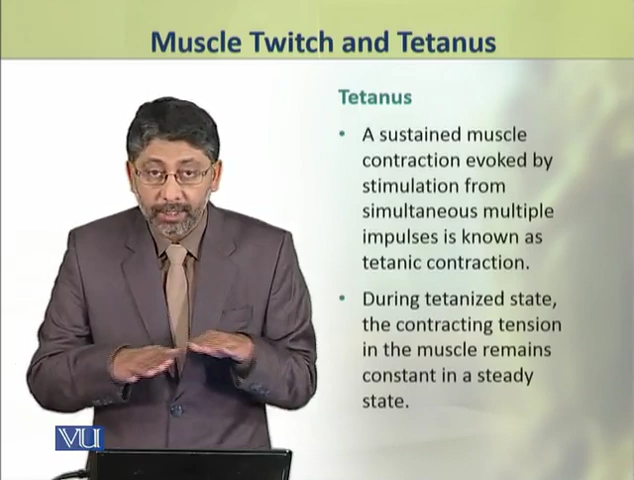 Muscle Twitch and Tetanus
Tetanus
• A sustained muscle
contraction evoked by
stimulation from
simultaneous multiple
impulses is known as
tetanic contraction.
• During tetanized state,
the contracting tension
in the muscle remains
constant in a steady
state.
VU